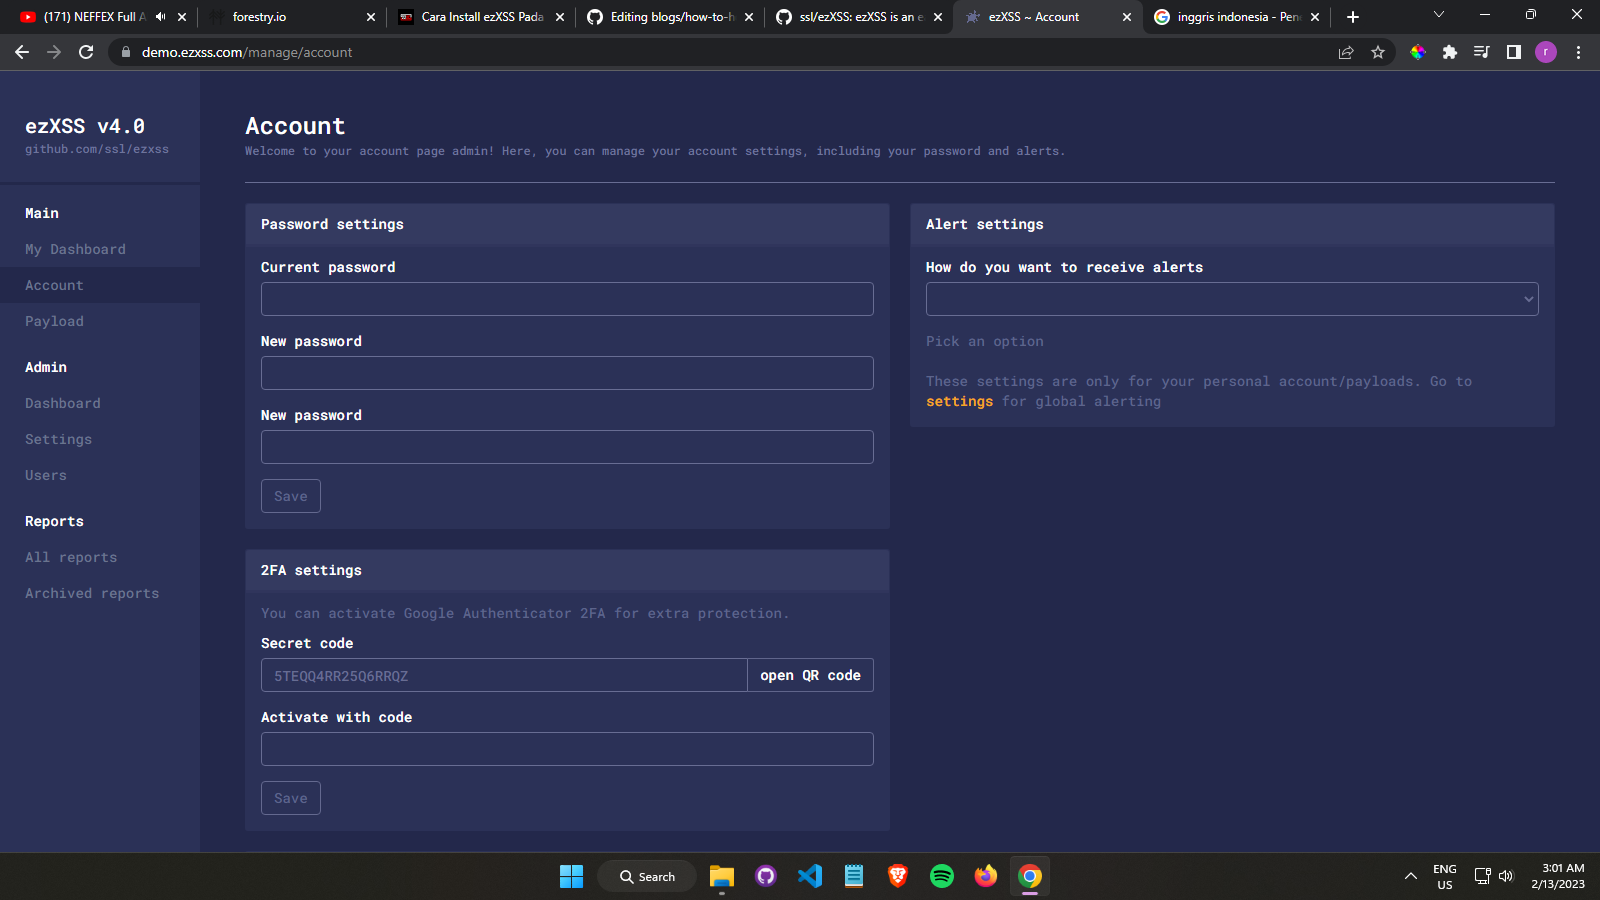 (171) NEFFEX Full A
forestry.io
Cara Install ezXSS Pada
Editing blogs/how-to-h
ssl/ezXSS: ezXSS is an e
ezXSS ~ Account
inggris indonesia - Pen
demo.ezxss.com/manage/account
r
ezXSS v4.0
github.com/ssl/ezxss
Main
My Dashboard
Account
Payload
Admin
Dashboard
Settings
Users
Reports
All reports
Archived reports
Account
Welcome to your account page admin! Here, you can manage your account settings, including your password and alerts.
Password settings
Current password
New password
New password
Save
2FA settings
You can activate Google Authenticator 2FA for extra protection.
Secret code
5TEQQ4RR25Q6RRQZ
open QR code
Activate with code
Save
Alert settings
How do you want to receive alerts
Pick an option
These settings are only for your personal account/payloads. Go to
settings for global alerting
Search
ENG
US
3:01 AM
2/13/2023